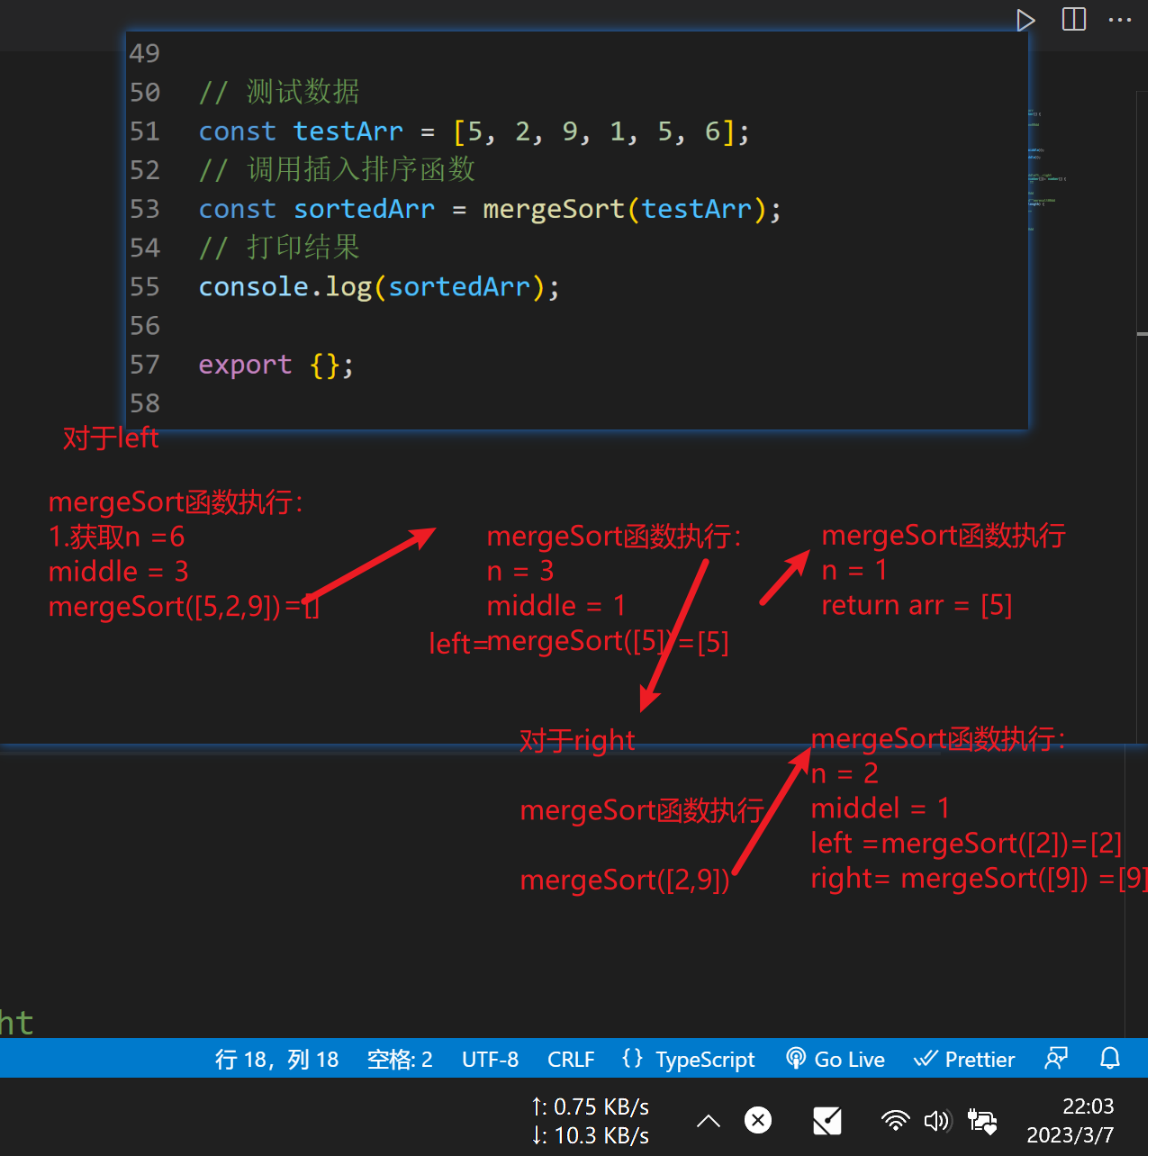 49
50 // 测试数据
51 const testArr = [5, 2, 9, 1, 5, 6];
52 // 调用插入排序函数
53 const sortedArr = mergeSort(testArr);
54 // 打印结果
55 console.log(sortedArr);
56
57 export {};
58
对于left
mergeSort函数执行：
1.获取n =6
middle = 3
mergeSort([5,2,9])=[]
mergeSort函数执行：
n = 3
middle = 1
left=mergeSort([5])=[5]
mergeSort函数执行
n = 1
return arr = [5]
对于right
mergeSort函数执行
mergeSort([2,9])
mergeSort函数执行：
n = 2
middel = 1
left =mergeSort([2])=[2]
right= mergeSort([9]) =[9]
ht
行 18，列 18 空格: 2 UTF-8 CRLF {} TypeScript Go Live Prettier
↑: 0.75 KB/s
↓: 10.3 KB/s
22:03
2023/3/7